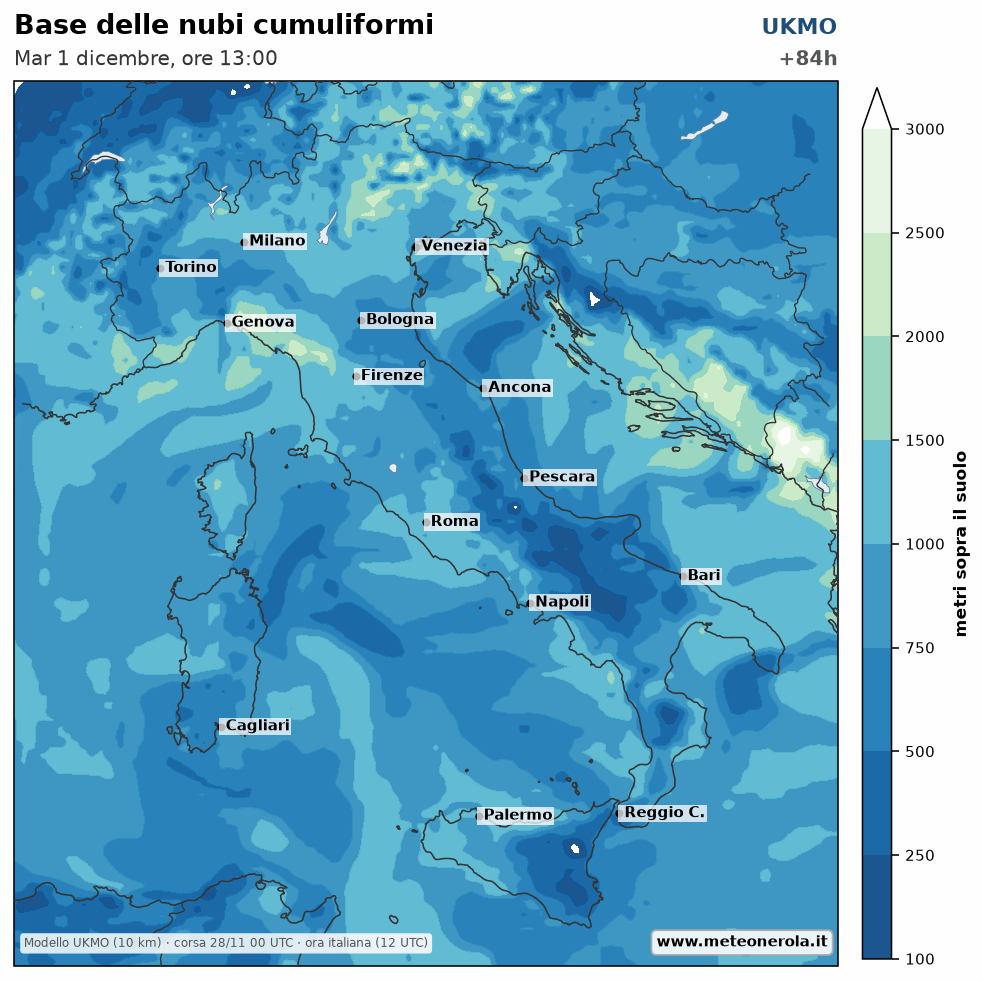 Base delle nubi cumuliformi
UKMO
Mar 1 dicembre, ore 13:00
+84h
Milano
Venezia
Torino
Genova
Bologna
Firenze
Ancona
Pescara
Roma
Bari
Napoli
Cagliari
Palermo
Reggio C.
3000
2500
2000
1500
1000
750
500
250
100
metri sopra il suolo
Modello UKMO (10 km) · corsa 28/11 00 UTC · ora italiana (12 UTC)
www.meteonerola.it